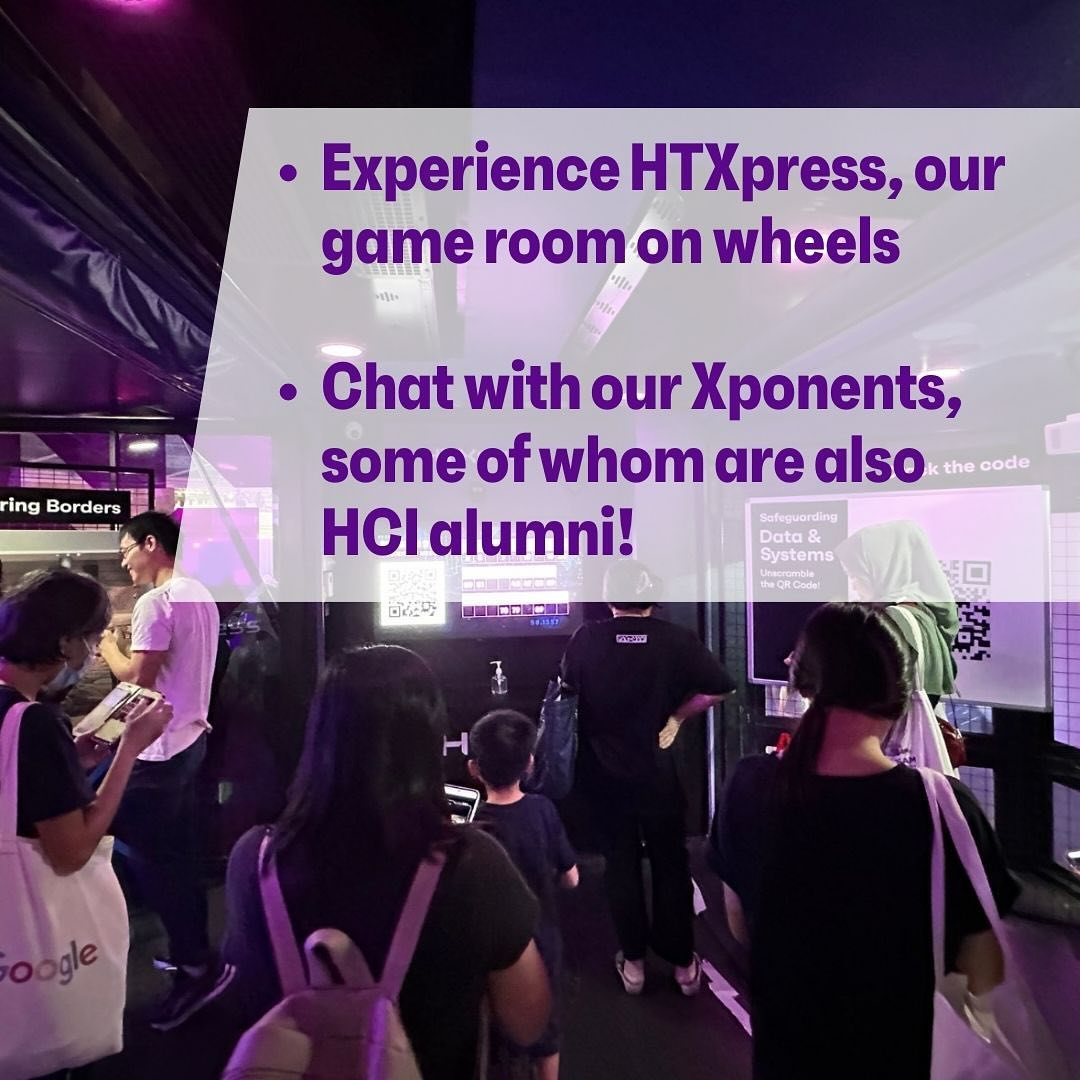 • Experience HTXpress, our
game room on wheels
• Chat with our Xponents,
some of whom are also
HCI alumni!
ring Borders
k the code
Safeguarding
Data &
Systems
Unscramble
the QR Code!
Google